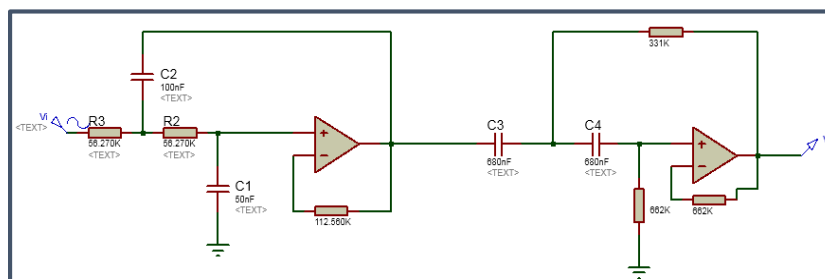 331K
C2
100nF
<TEXT>
Vi
<TEXT>
R3
56.270K
<TEXT>
R2
56.270K
<TEXT>
C3
680nF
<TEXT>
C4
680nF
<TEXT>
C1
50nF
<TEXT>
112.560K
662K
662K